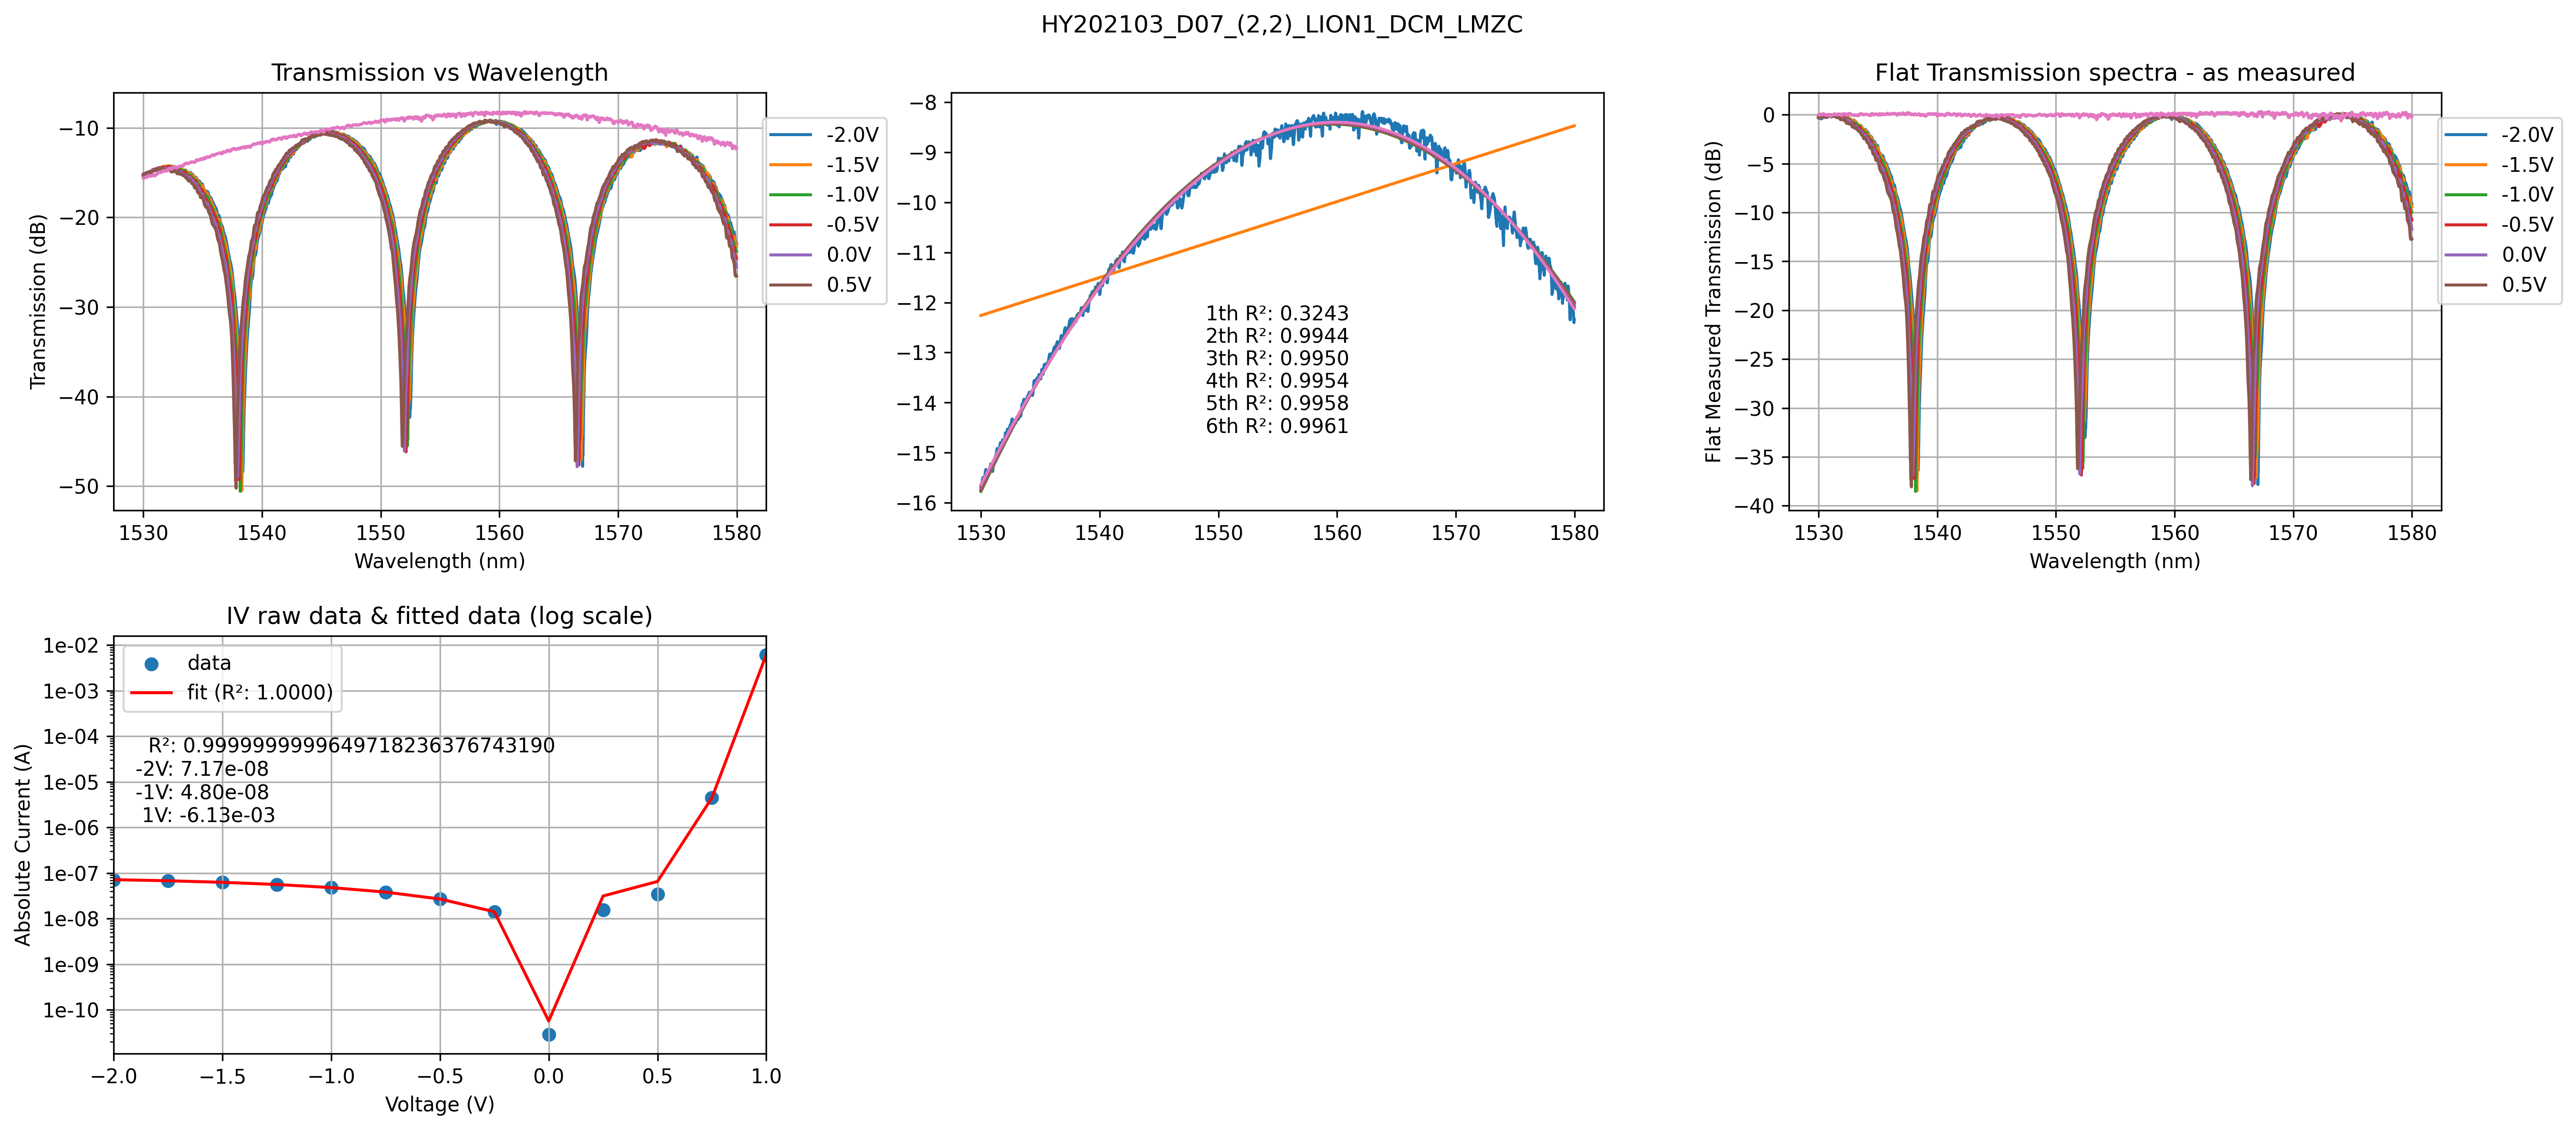 HY202103_D07_(2,2)_LION1_DCM_LMZC
Transmission vs Wavelength
Transmission (dB)
−10
−20
−30
−40
−50
1530 1540 1550 1560 1570 1580
Wavelength (nm)
-2.0V
-1.5V
-1.0V
-0.5V
0.0V
0.5V
−8
−9
−10
−11
−12
−13
−14
−15
−16
1th R²: 0.3243
2th R²: 0.9944
3th R²: 0.9950
4th R²: 0.9954
5th R²: 0.9958
6th R²: 0.9961
1530 1540 1550 1560 1570 1580
Flat Transmission spectra - as measured
Flat Measured Transmission (dB)
0
−5
−10
−15
−20
−25
−30
−35
−40
1530 1540 1550 1560 1570 1580
Wavelength (nm)
-2.0V
-1.5V
-1.0V
-0.5V
0.0V
0.5V
IV raw data & fitted data (log scale)
Absolute Current (A)
1e-02
1e-03
1e-04
1e-05
1e-06
1e-07
1e-08
1e-09
1e-10
data
fit (R²: 1.0000)
R²: 0.9999999999649718236376743190
-2V: 7.17e-08
-1V: 4.80e-08
1V: -6.13e-03
−2.0 −1.5 −1.0 −0.5 0.0 0.5 1.0
Voltage (V)